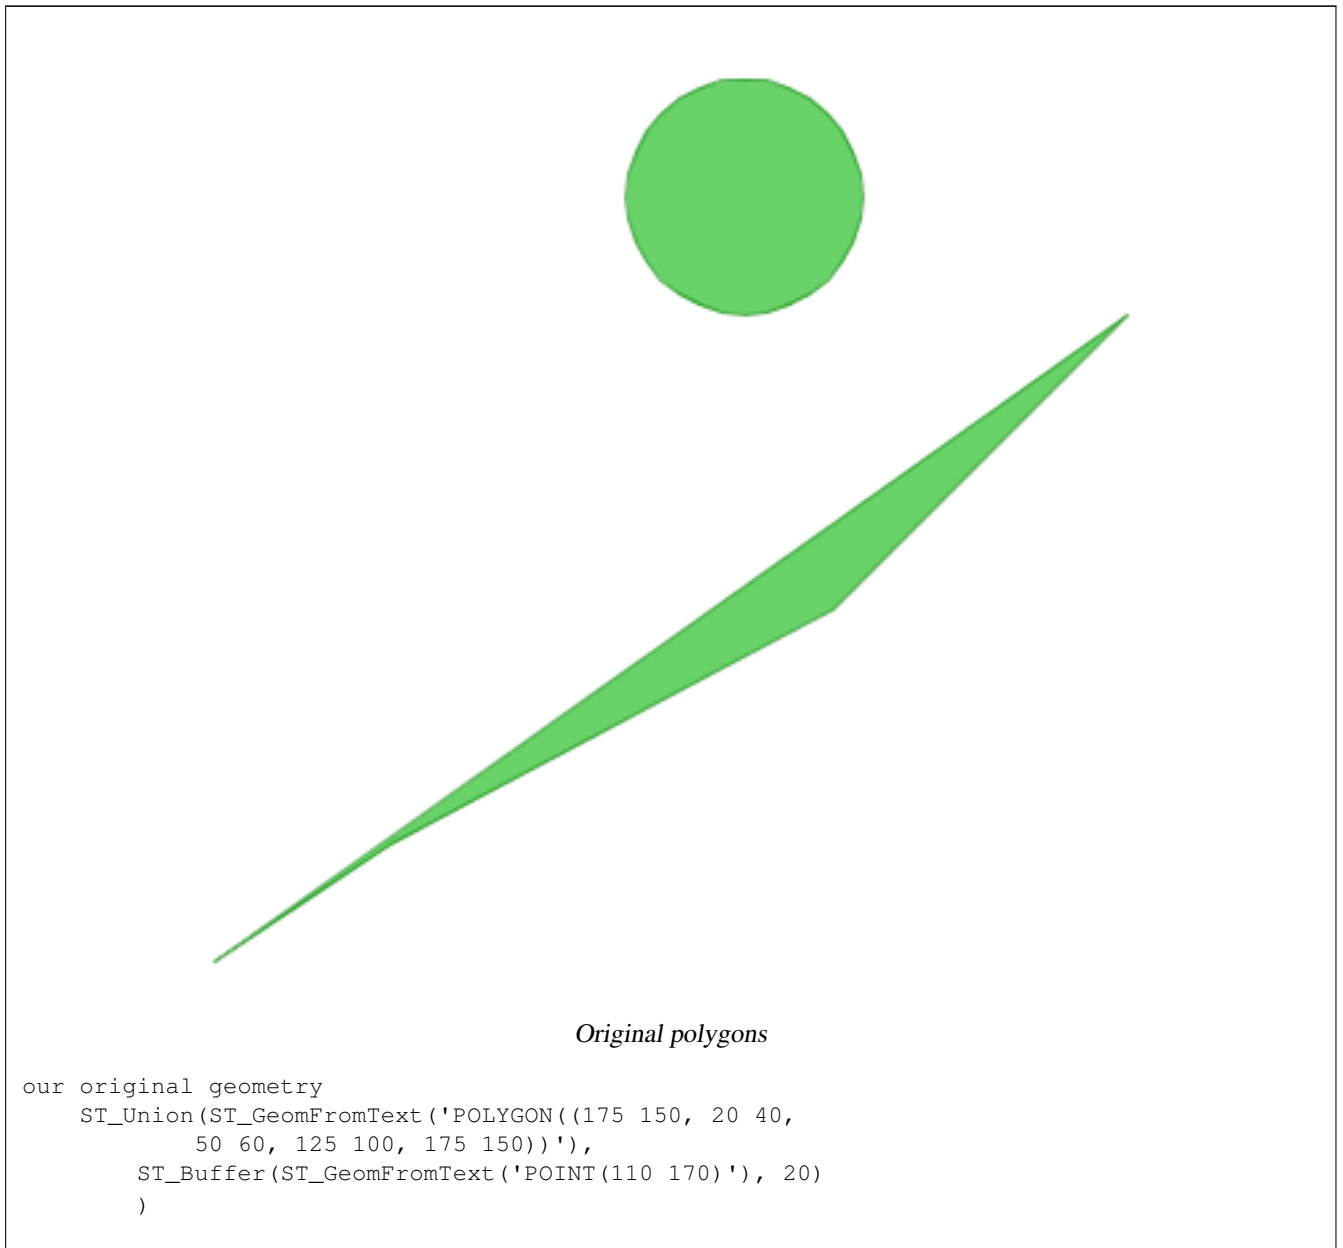 Original polygons
our original geometry
    ST_Union(ST_GeomFromText('POLYGON((175 150, 20 40,
            50 60, 125 100, 175 150))'),
        ST_Buffer(ST_GeomFromText('POINT(110 170)'), 20)
        )